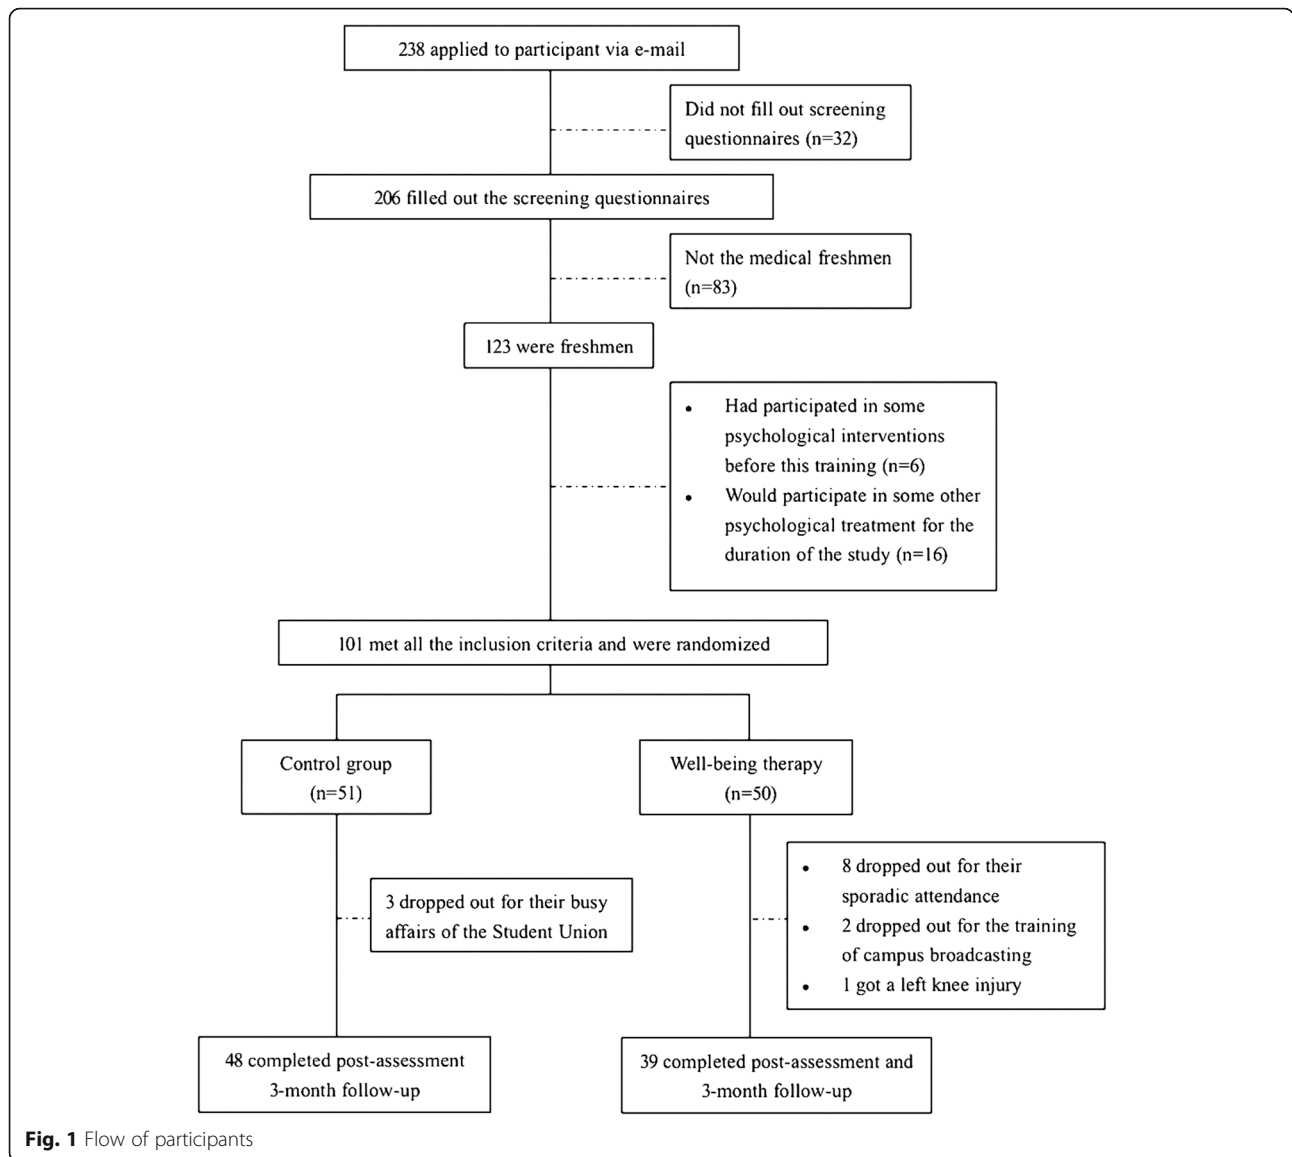 238 applied to participant via e-mail
Did not fill out screening
questionnaires (n=32)
206 filled out the screening questionnaires
Not the medical freshmen
(n=83)
123 were freshmen
• Had participated in some
psychological interventions
before this training (n=6)
• Would participate in some other
psychological treatment for the
duration of the study (n=16)
101 met all the inclusion criteria and were randomized
Control group
(n=51)
Well-being therapy
(n=50)
3 dropped out for their busy
affairs of the Student Union
• 8 dropped out for their
sporadic attendance
• 2 dropped out for the training
of campus broadcasting
• 1 got a left knee injury
48 completed post-assessment
3-month follow-up
39 completed post-assessment and
3-month follow-up
Fig. 1 Flow of participants